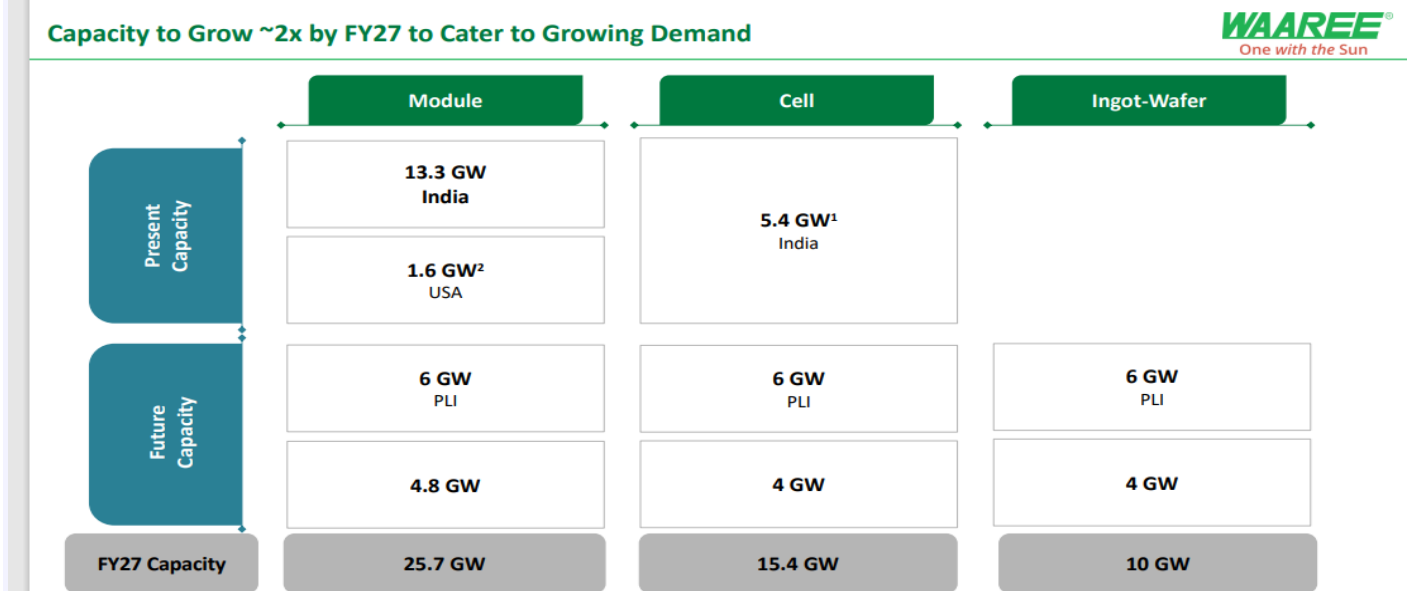 Capacity to Grow ~2x by FY27 to Cater to Growing Demand
WAAREE®
One with the Sun
Module
Cell
Ingot-Wafer
Present
Capacity
13.3 GW
India
5.4 GW¹
India
1.6 GW²
USA
Future
Capacity
6 GW
PLI
6 GW
PLI
6 GW
PLI
4.8 GW
4 GW
4 GW
FY27 Capacity
25.7 GW
15.4 GW
10 GW